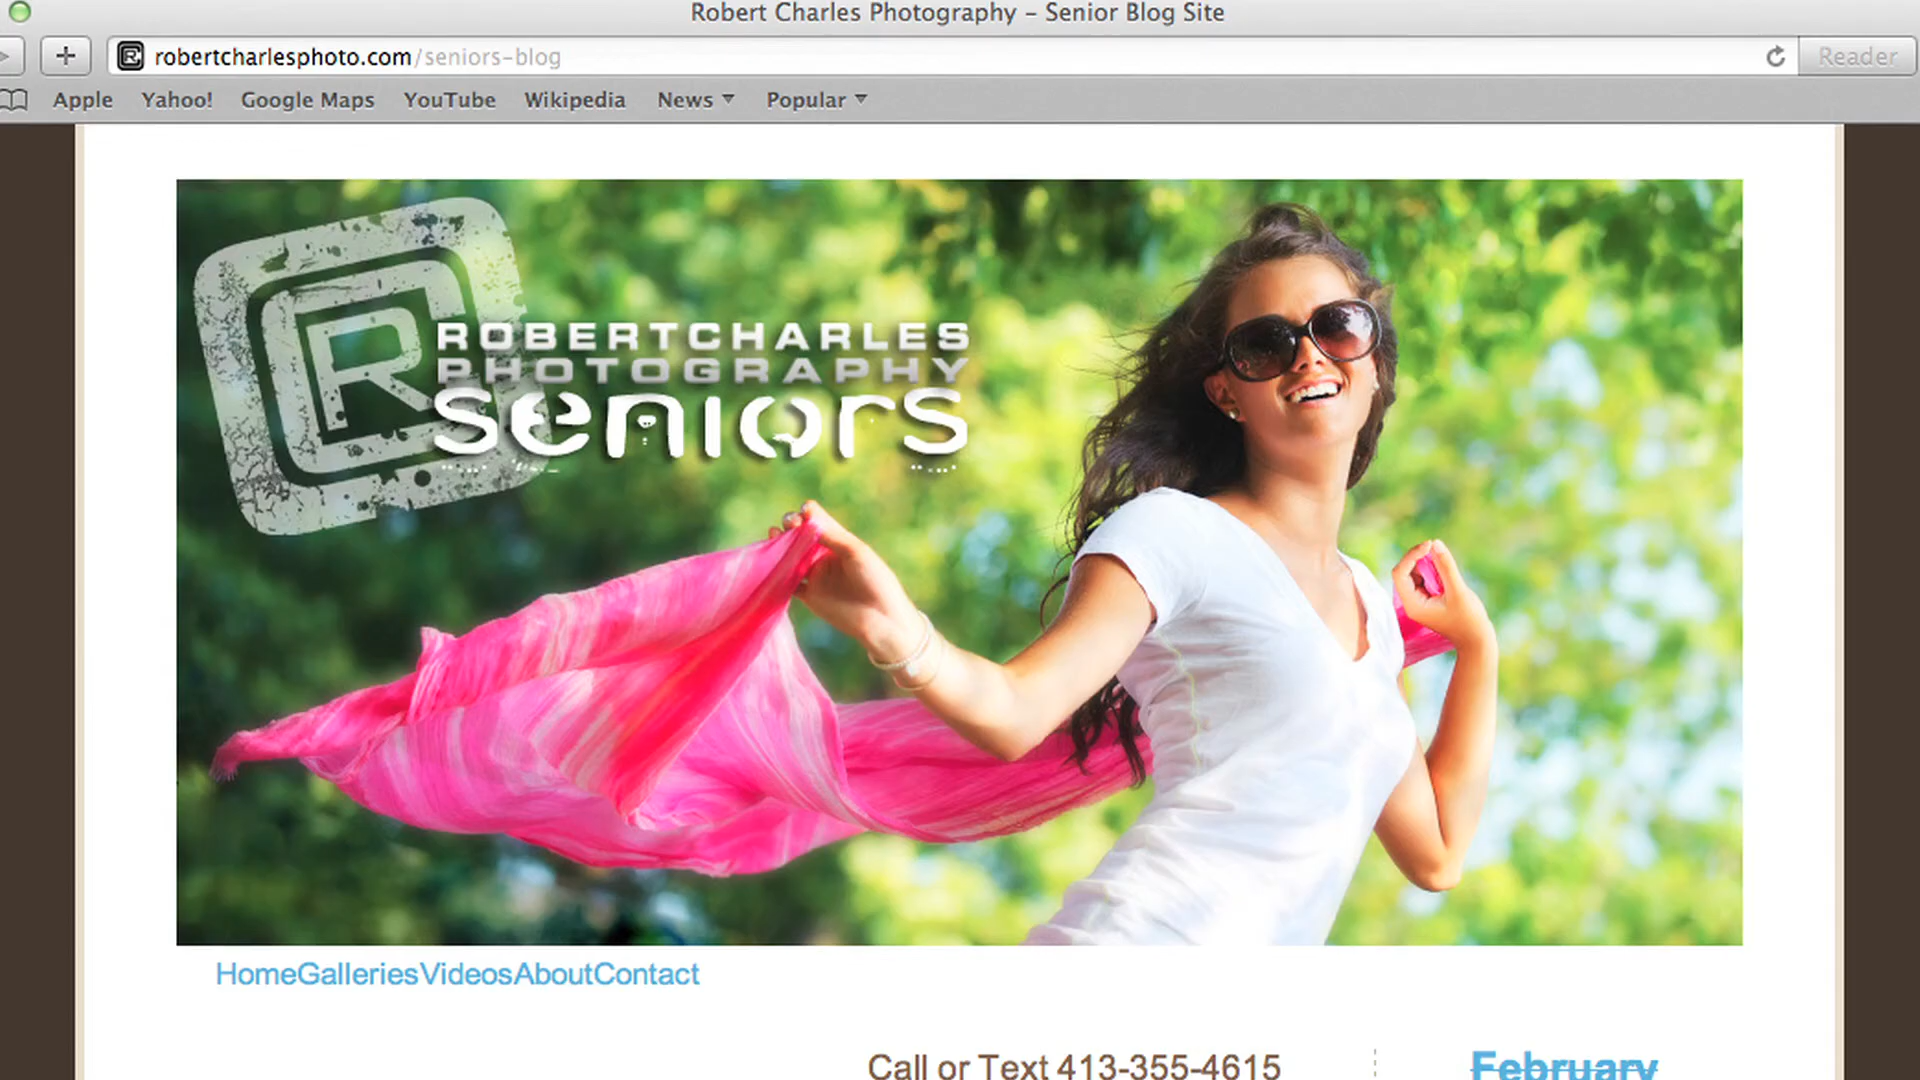 Robert Charles Photography – Senior Blog Site
robertcharlesphoto.com/seniors-blog
Reader
Apple Yahoo! Google Maps YouTube Wikipedia News Popular
R
ROBERTCHARLES
PHOTOGRAPHY
seniors
HomeGalleriesVideosAboutContact
Call or Text 413-355-4615
February